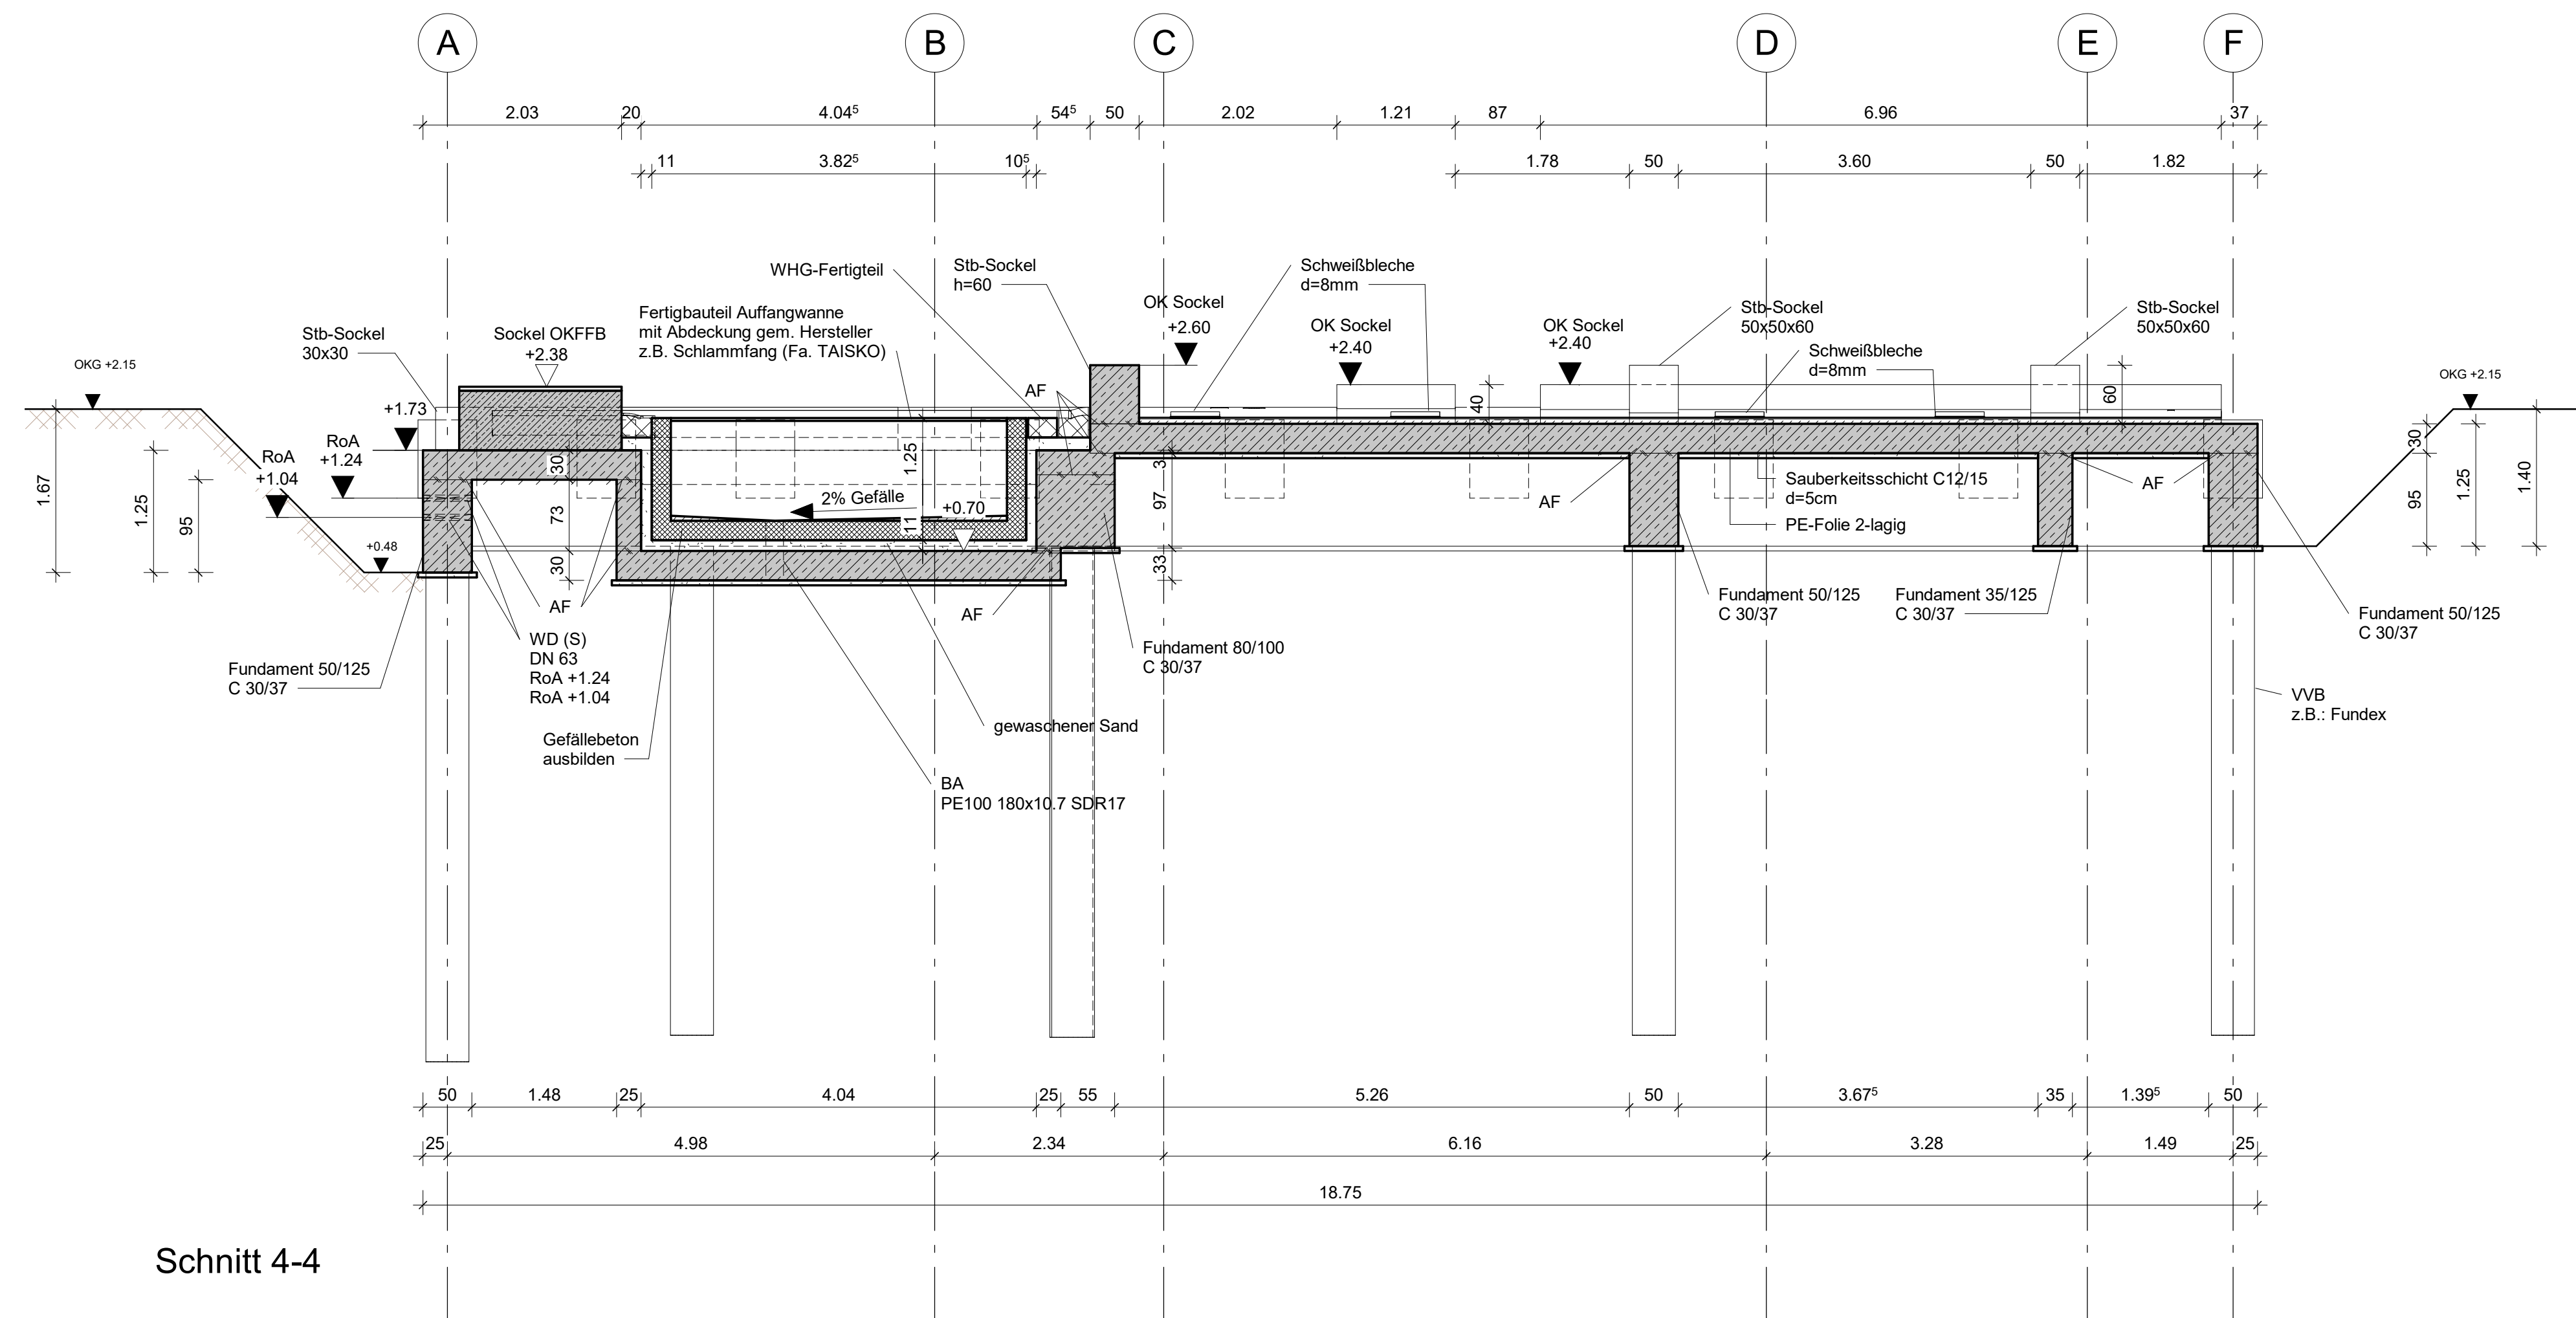 A
B
C
D
E
F
2.03
20
4.04⁵
54⁵
50
2.02
1.21
87
6.96
37
11
3.82⁵
10⁵
1.78
50
3.60
50
1.82
WHG-Fertigteil
Stb-Sockel
h=60
Schweißbleche
d=8mm
Fertigbauteil Auffangwanne
mit Abdeckung gem. Hersteller
z.B. Schlammfang (Fa. TAISKO)
OK Sockel
+2.60
OK Sockel
+2.40
OK Sockel
+2.40
Stb-Sockel
50x50x60
Stb-Sockel
50x50x60
Schweißbleche
d=8mm
Stb-Sockel
30x30
Sockel OKFFB
+2.38
OKG +2.15
OKG +2.15
+1.73
RoA
+1.24
RoA
+1.04
+0.48
AF
40
60
1.67
1.25
95
30
73
30
1.25
11
2% Gefälle
+0.70
3
97
33
AF
Sauberkeitsschicht C12/15
d=5cm
PE-Folie 2-lagig
AF
30
95
1.25
1.40
AF
AF
WD (S)
DN 63
RoA +1.24
RoA +1.04
Fundament 50/125
C 30/37
Fundament 80/100
C 30/37
Fundament 50/125
C 30/37
Fundament 35/125
C 30/37
Fundament 50/125
C 30/37
VVB
z.B.: Fundex
gewaschener Sand
Gefällebeton
ausbilden
BA
PE100 180x10.7 SDR17
50
1.48
25
4.04
25
55
5.26
50
3.67⁵
35
1.39⁵
50
25
4.98
2.34
6.16
3.28
1.49
25
18.75
Schnitt 4-4